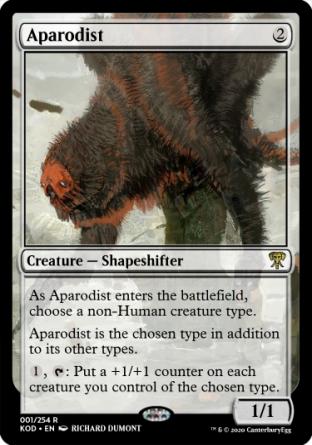 Aparodist 2
Creature — Shapeshifter
As Aparodist enters the battlefield,
choose a non-Human creature type.
Aparodist is the chosen type in addition
to its other types.
1, : Put a +1/+1 counter on each
creature you control of the chosen type.
1/1
001/254 R
KOD • EN RICHARD DUMONT
™ & © 2020 CanterburyEgg